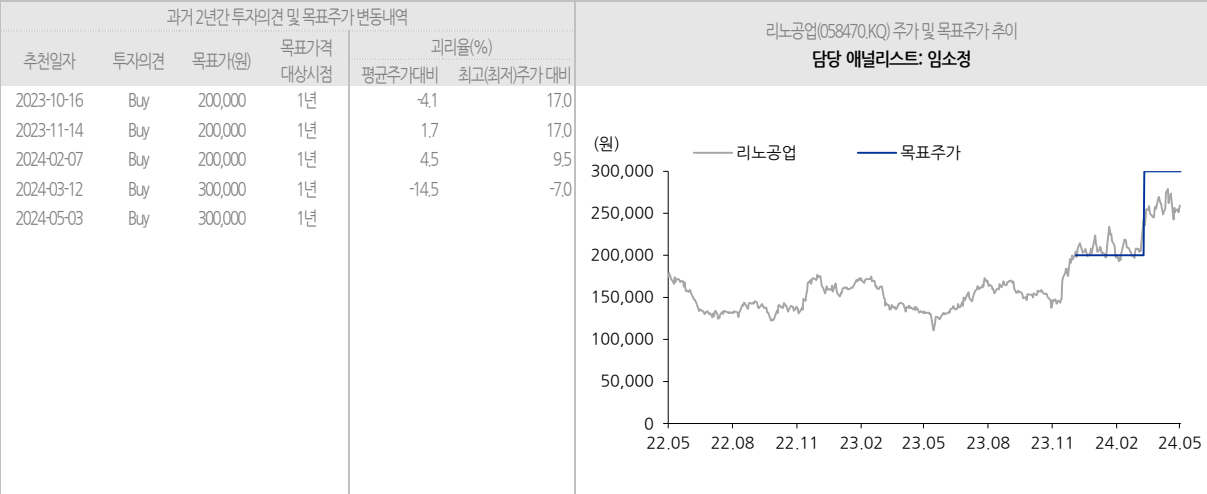 과거 2년간 투자의견 및 목표주가 변동내역
추천일자 투자의견 목표가(원) 목표가격 대상시점 괴리율(%)
평균주가대비 최고(최저)주가 대비
2023-10-16 Buy 200,000 1년 -4.1 17.0
2023-11-14 Buy 200,000 1년 1.7 17.0
2024-02-07 Buy 200,000 1년 4.5 9.5
2024-03-12 Buy 300,000 1년 -14.5 -7.0
2024-05-03 Buy 300,000 1년
리노공업(058470.KQ) 주가 및 목표주가 추이
담당 애널리스트: 임소정
(원)
리노공업 목표주가
300,000
250,000
200,000
150,000
100,000
50,000
0
22.05 22.08 22.11 23.02 23.05 23.08 23.11 24.02 24.05